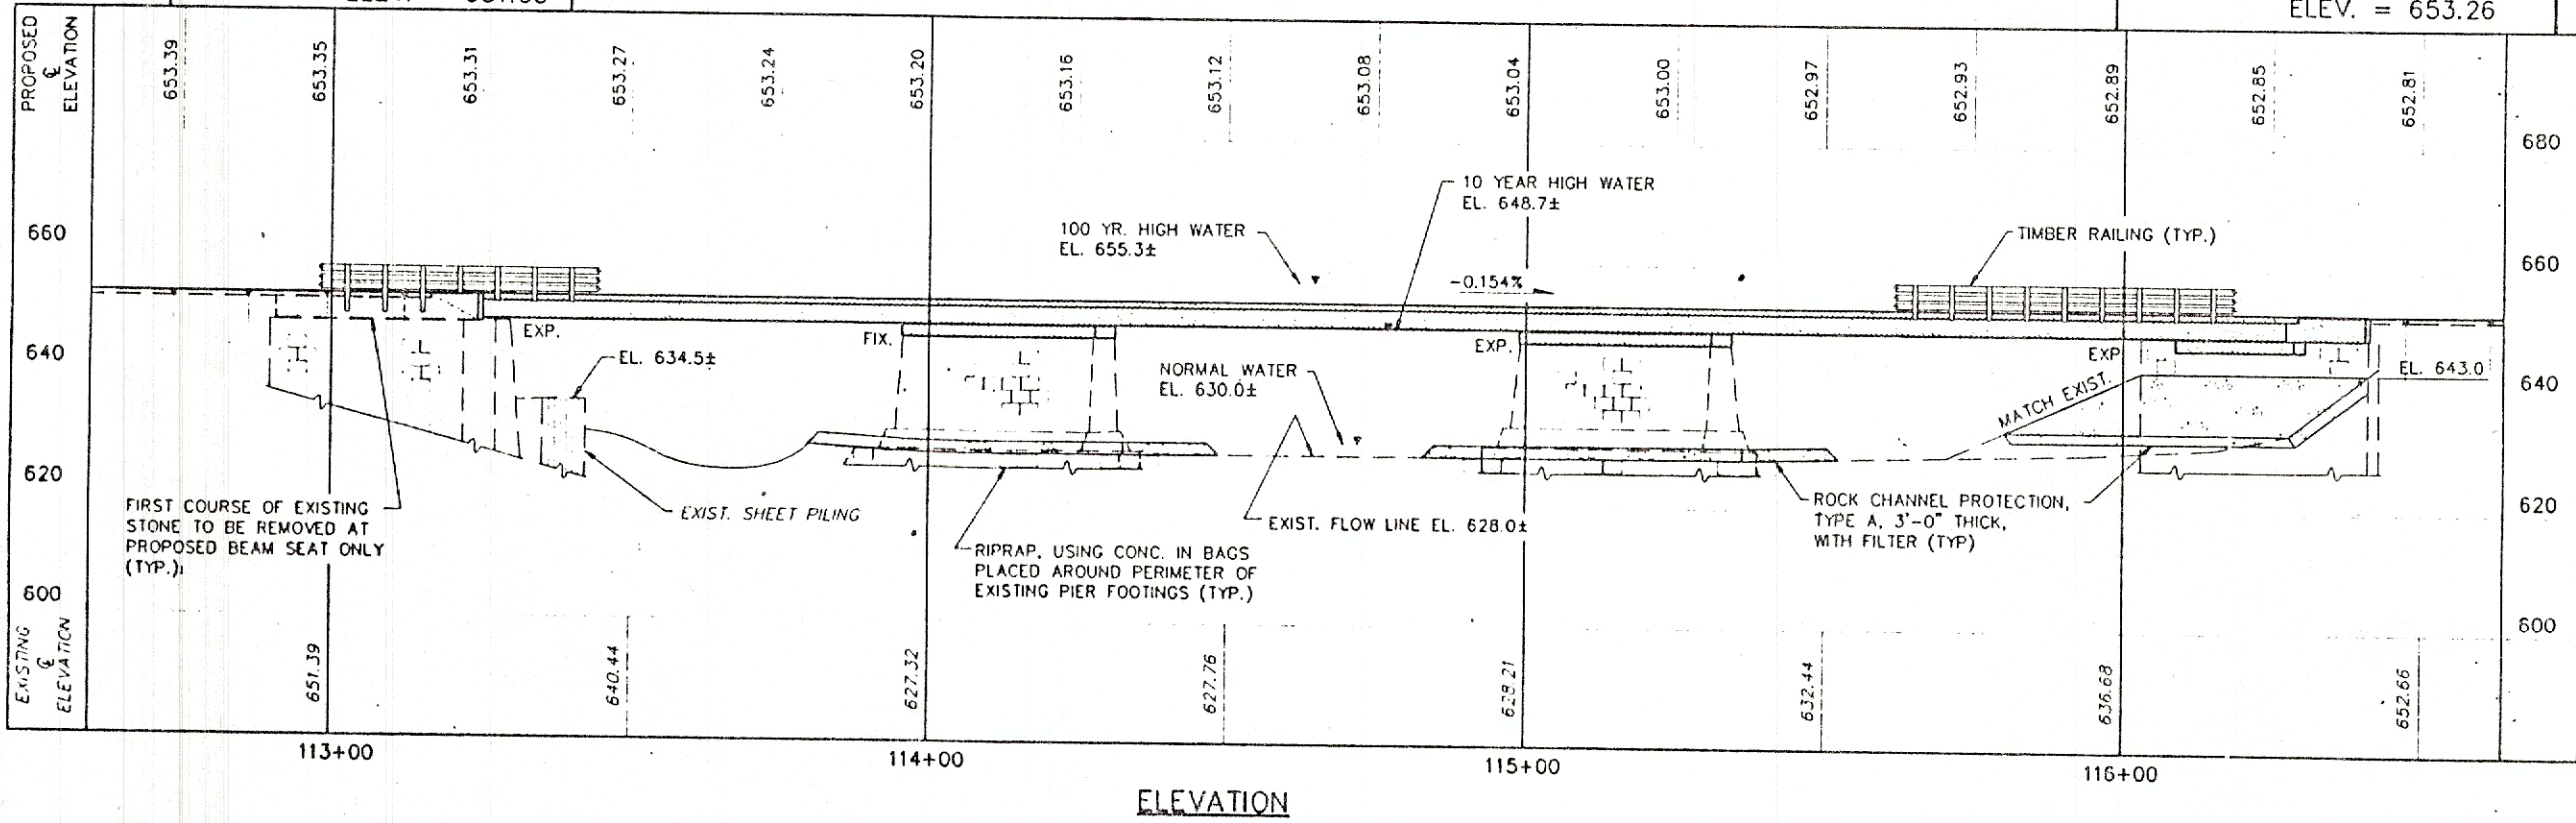 ELEV. = 653.26
PROPOSED
℄
ELEVATION
653.39
653.35
653.31
653.27
653.24
653.20
653.16
653.12
653.08
653.04
653.00
652.97
652.93
652.89
652.85
652.81
680
660
660
640
640
620
620
600
600
10 YEAR HIGH WATER
EL. 648.7±
100 YR. HIGH WATER
EL. 655.3±
-0.154%
TIMBER RAILING (TYP.)
EXP.
EL. 634.5±
FIX.
NORMAL WATER
EL. 630.0±
EXP.
EXP
EL. 643.0
MATCH EXIST.
FIRST COURSE OF EXISTING
STONE TO BE REMOVED AT
PROPOSED BEAM SEAT ONLY
(TYP.)
EXIST. SHEET PILING
EXIST. FLOW LINE EL. 628.0±
RIPRAP, USING CONC. IN BAGS
PLACED AROUND PERIMETER OF
EXISTING PIER FOOTINGS (TYP.)
ROCK CHANNEL PROTECTION,
TYPE A, 3'-0" THICK,
WITH FILTER (TYP)
EXISTING
℄
ELEVATION
651.39
640.44
627.32
627.76
628.21
632.44
636.68
652.66
113+00
114+00
115+00
116+00
ELEVATION